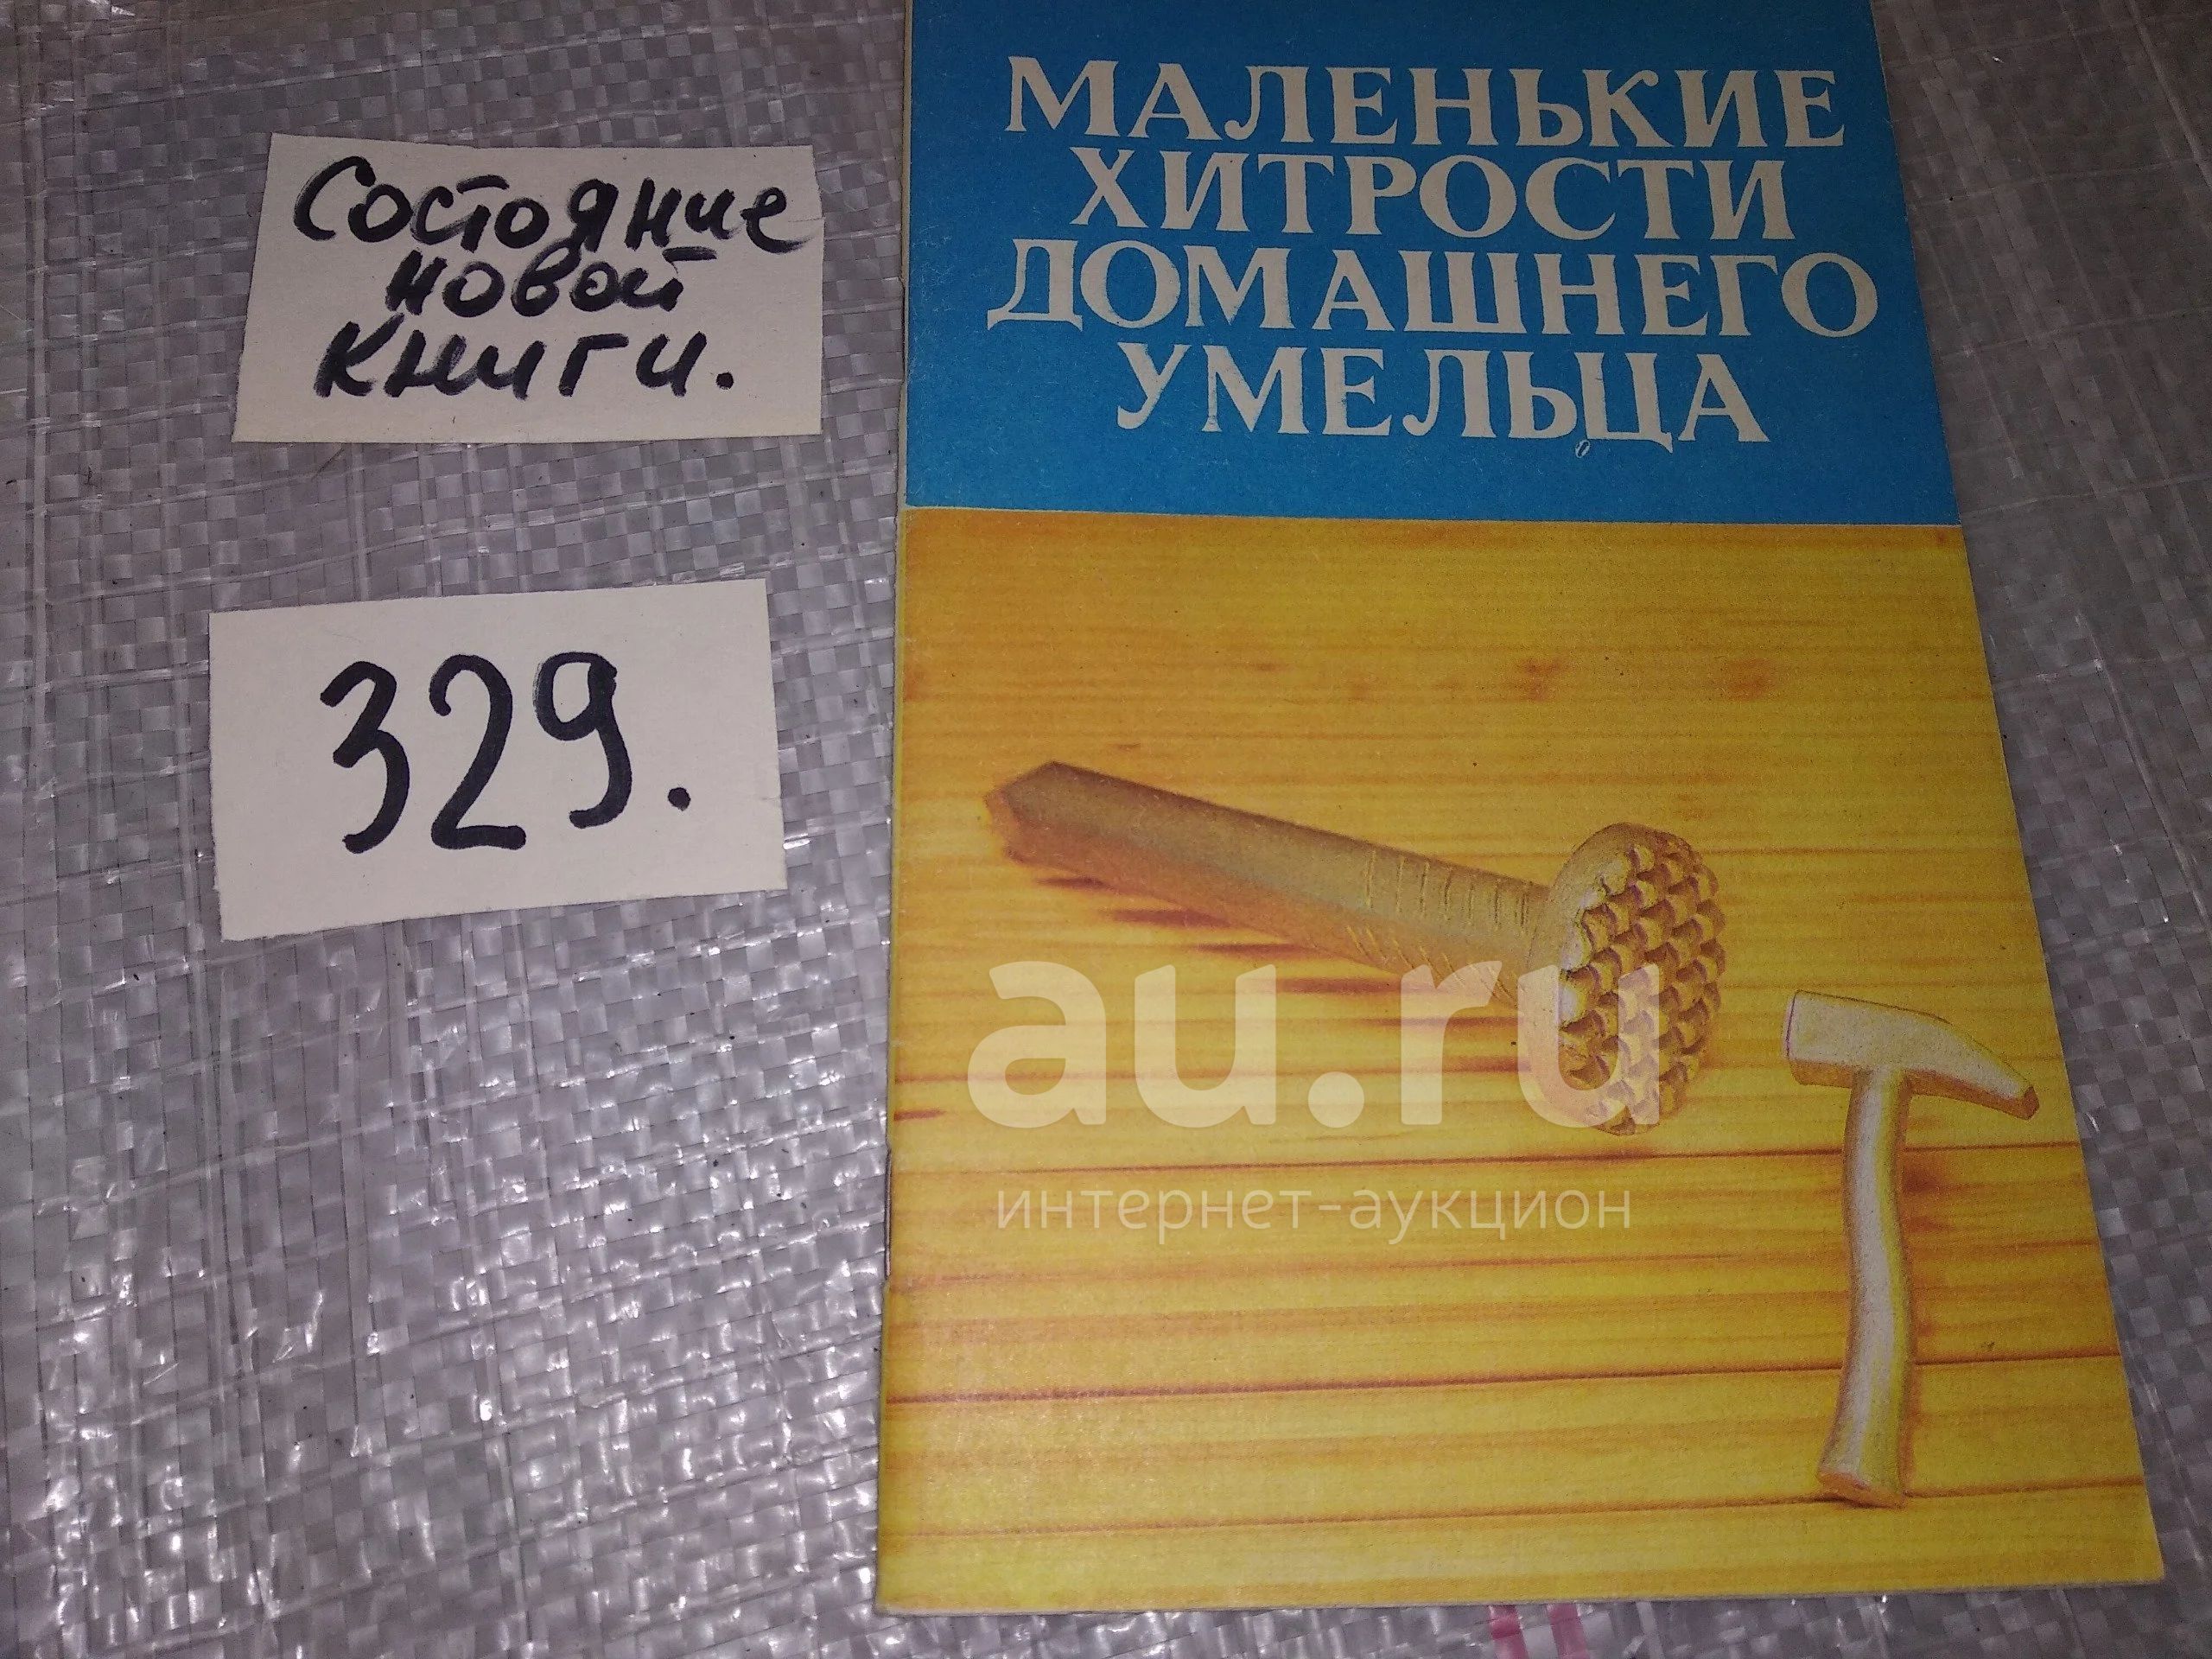 Состояние
новой
книги.
329.
МАЛЕНЬКИЕ
ХИТРОСТИ
ДОМАШНЕГО
УМЕЛЬЦА
au.ru
интернет-аукцион